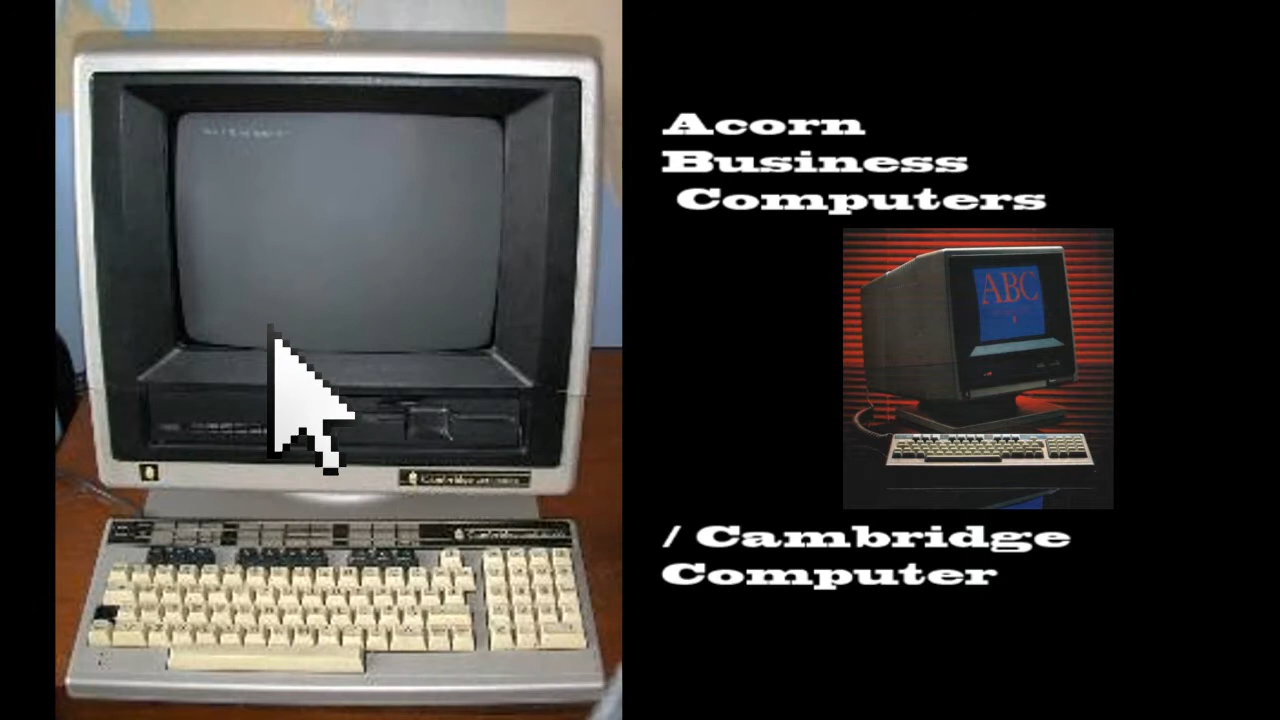 Acorn
Business
Computers
ABC
/ Cambridge
Computer